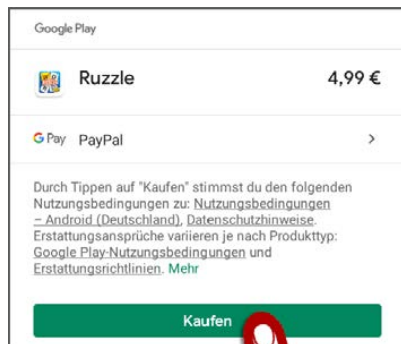 Google Play
Ruzzle 4,99 €
G Pay PayPal
Durch Tippen auf "Kaufen" stimmst du den folgenden
Nutzungsbedingungen zu: Nutzungsbedingungen
– Android (Deutschland), Datenschutzhinweise.
Erstattungsansprüche variieren je nach Produkttyp:
Google Play-Nutzungsbedingungen und
Erstattungsrichtlinien. Mehr
Kaufen